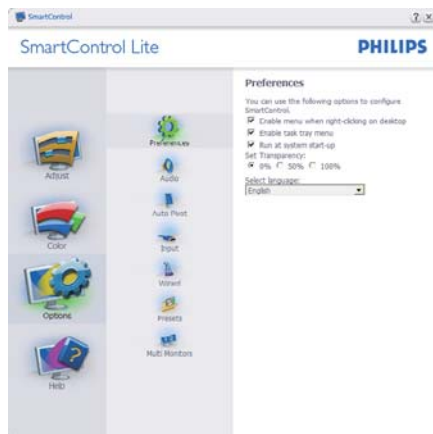 SmartControl
SmartControl Lite
PHILIPS
Adjust
Color
Options
Help
Preferences
Audio
Auto Pivot
Input
Wizard
Presets
Multi Monitors
Preferences
You can use the following options to configure
SmartControl.
Enable menu when right-clicking on desktop
Enable task tray menu
Run at system start-up
Set Transparency:
0% 50% 100%
Select language:
English